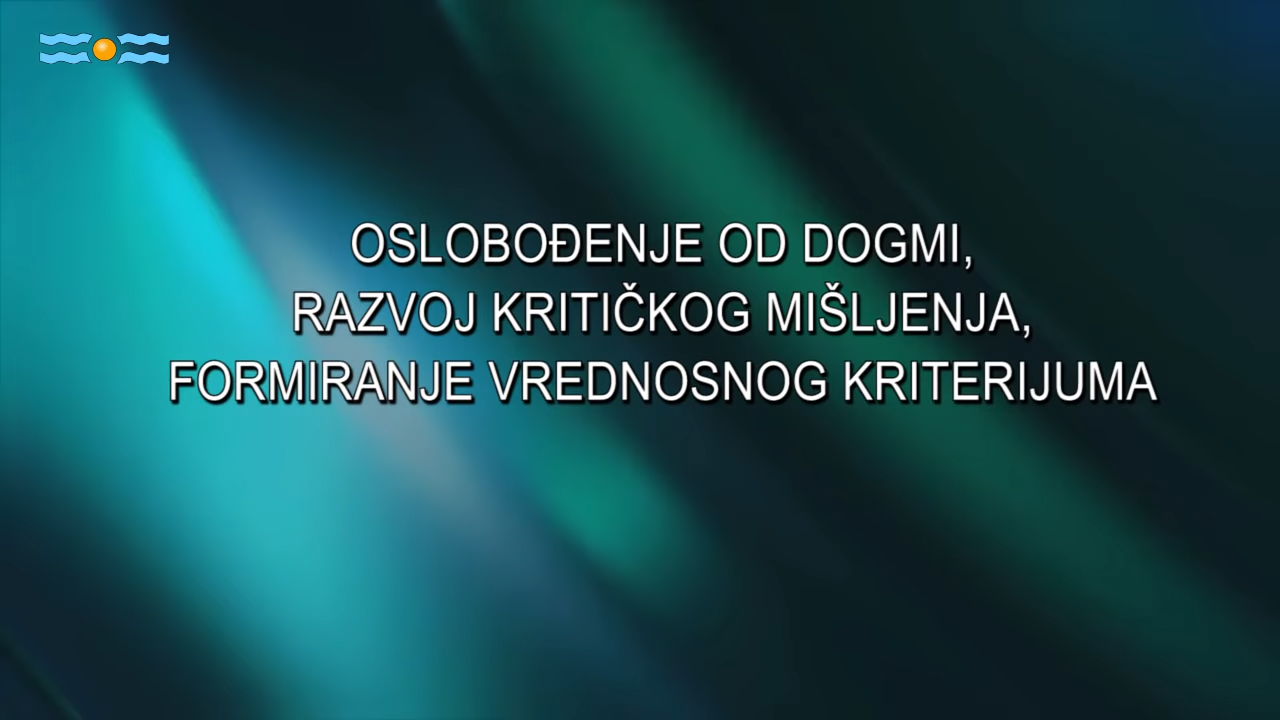 OSLOBOĐENJE OD DOGMI,
RAZVOJ KRITIČKOG MIŠLJENJA,
FORMIRANJE VREDNOSNOG KRITERIJUMA